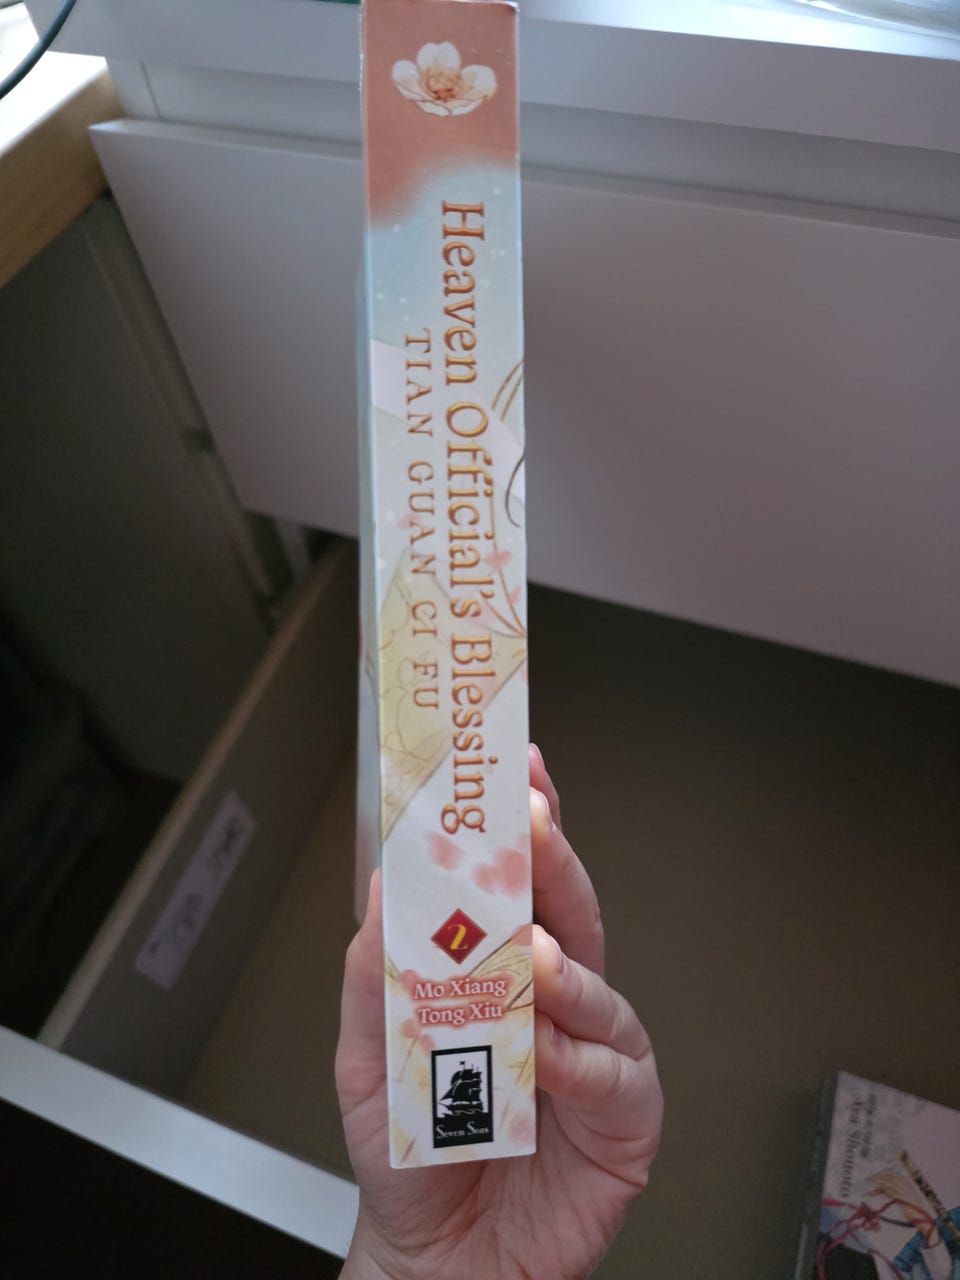 Heaven Official's Blessing
TIAN GUAN CI FU
2
Mo Xiang
Tong Xiu
Seven Seas